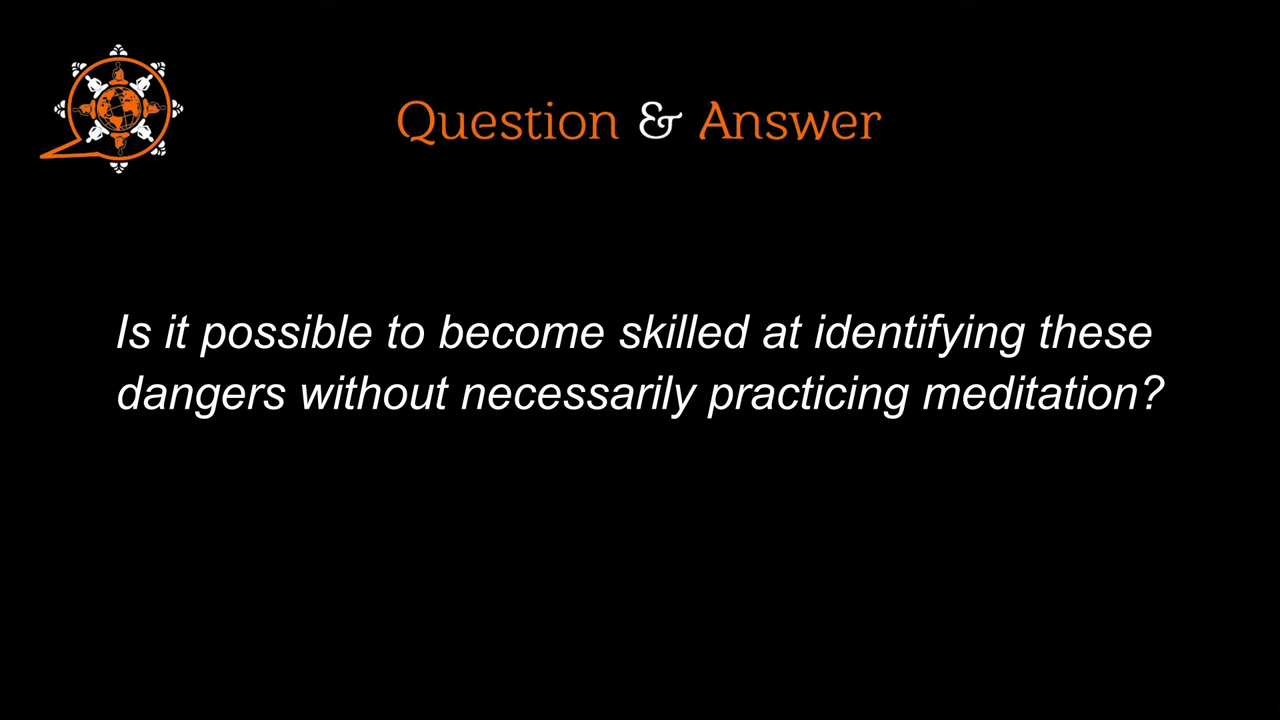 Question & Answer
Is it possible to become skilled at identifying these
dangers without necessarily practicing meditation?